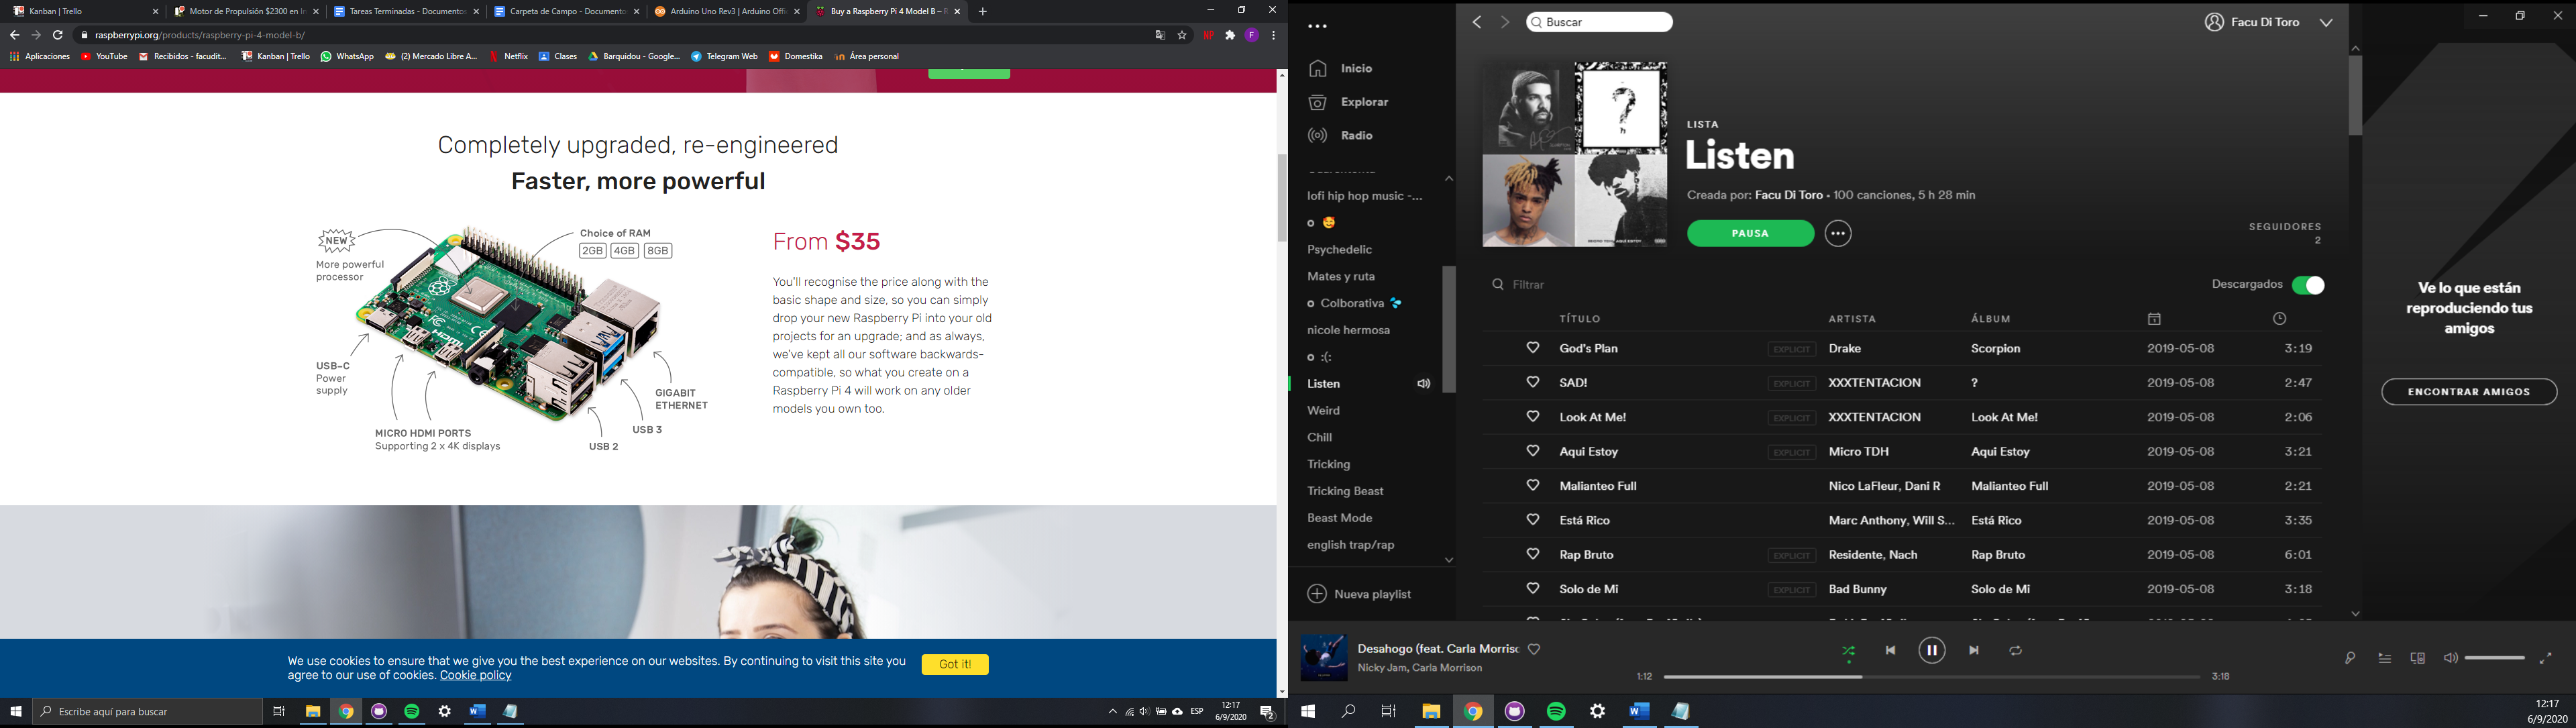 Kanban | Trello
Motor de Propulsión $2300 en In
Tareas Terminadas - Documentos
Carpeta de Campo - Documento
Arduino Uno Rev3 | Arduino Offi
Buy a Raspberry Pi 4 Model B – R
raspberrypi.org/products/raspberry-pi-4-model-b/
Aplicaciones
YouTube
Recibidos - facudit...
Kanban | Trello
WhatsApp
(2) Mercado Libre A...
Netflix
Clases
Barquidou - Google...
Telegram Web
Domestika
Área personal
Completely upgraded, re-engineered
Faster, more powerful
NEW
More powerful
processor
Choice of RAM
2GB 4GB 8GB
USB-C
Power
supply
MICRO HDMI PORTS
Supporting 2 x 4K displays
USB 2
USB 3
GIGABIT
ETHERNET
From $35
You'll recognise the price along with the
basic shape and size, so you can simply
drop your new Raspberry Pi into your old
projects for an upgrade; and as always,
we've kept all our software backwards-
compatible, so what you create on a
Raspberry Pi 4 will work on any older
models you own too.
We use cookies to ensure that we give you the best experience on our websites. By continuing to visit this site you
agree to our use of cookies. Cookie policy
Got it!
Escribe aquí para buscar
ESP
12:17
6/9/2020
2
Buscar
Facu Di Toro
Inicio
Explorar
Radio
lofi hip hop music -...
🥰
Psychedelic
Mates y ruta
Colborativa 💦
nicole hermosa
:(:
Listen
Weird
Chill
Tricking
Tricking Beast
Beast Mode
english trap/rap
Nueva playlist
LISTA
Listen
Creada por: Facu Di Toro • 100 canciones, 5 h 28 min
PAUSA
SEGUIDORES
2
Filtrar
Descargados
TÍTULO ARTISTA ÁLBUM
God's Plan EXPLICIT Drake Scorpion 2019-05-08 3:19
SAD! EXPLICIT XXXTENTACION ? 2019-05-08 2:47
Look At Me! EXPLICIT XXXTENTACION Look At Me! 2019-05-08 2:06
Aqui Estoy EXPLICIT Micro TDH Aqui Estoy 2019-05-08 3:21
Malianteo Full Nico LaFleur, Dani R Malianteo Full 2019-05-08 2:21
Está Rico Marc Anthony, Will S... Está Rico 2019-05-08 3:35
Rap Bruto EXPLICIT Residente, Nach Rap Bruto 2019-05-08 6:01
Solo de Mi EXPLICIT Bad Bunny Solo de Mi 2019-05-08 3:18
Ve lo que están
reproduciendo tus
amigos
ENCONTRAR AMIGOS
Desahogo (feat. Carla Morrisc
Nicky Jam, Carla Morrison
1:12
3:18
12:17
6/9/2020